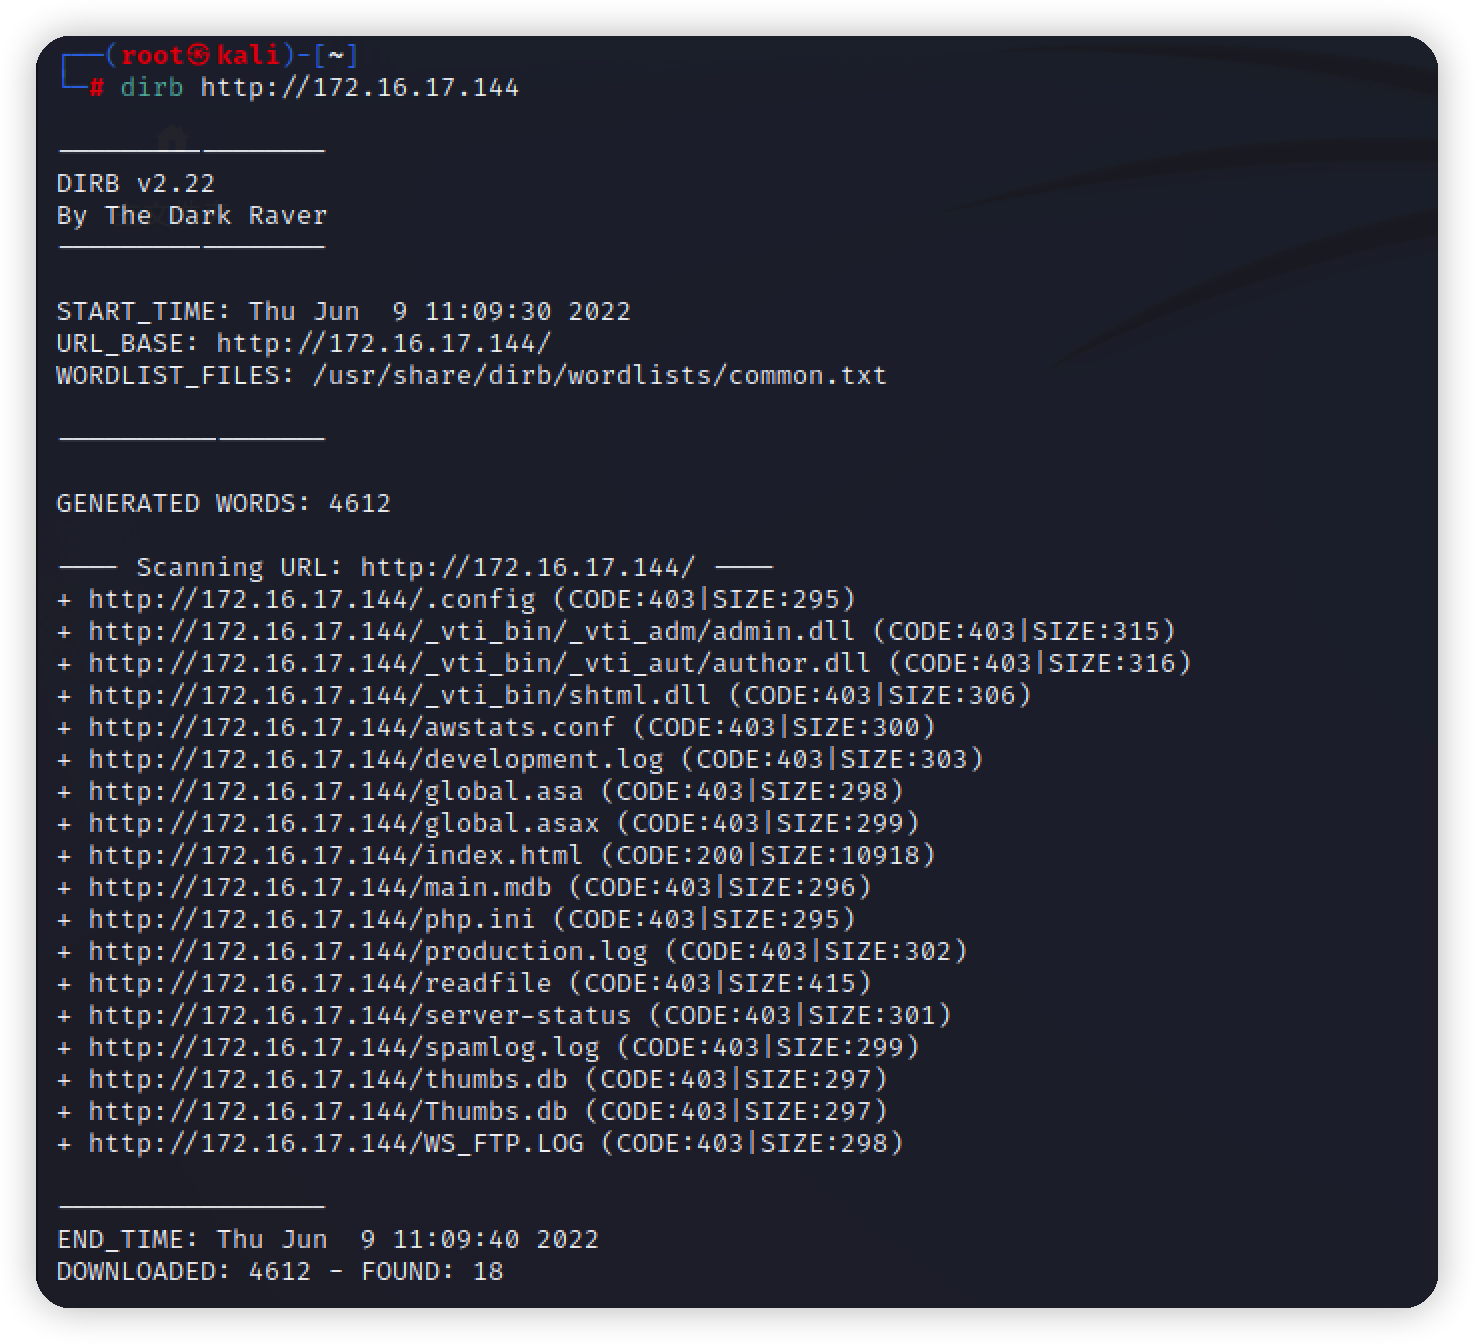 ┌──(root㉿kali)-[~]
└─# dirb http://172.16.17.144
DIRB v2.22
By The Dark Raver
START_TIME: Thu Jun  9 11:09:30 2022
URL_BASE: http://172.16.17.144/
WORDLIST_FILES: /usr/share/dirb/wordlists/common.txt
GENERATED WORDS: 4612
---- Scanning URL: http://172.16.17.144/ ----
+ http://172.16.17.144/.config (CODE:403|SIZE:295)
+ http://172.16.17.144/_vti_bin/_vti_adm/admin.dll (CODE:403|SIZE:315)
+ http://172.16.17.144/_vti_bin/_vti_aut/author.dll (CODE:403|SIZE:316)
+ http://172.16.17.144/_vti_bin/shtml.dll (CODE:403|SIZE:306)
+ http://172.16.17.144/awstats.conf (CODE:403|SIZE:300)
+ http://172.16.17.144/development.log (CODE:403|SIZE:303)
+ http://172.16.17.144/global.asa (CODE:403|SIZE:298)
+ http://172.16.17.144/global.asax (CODE:403|SIZE:299)
+ http://172.16.17.144/index.html (CODE:200|SIZE:10918)
+ http://172.16.17.144/main.mdb (CODE:403|SIZE:296)
+ http://172.16.17.144/php.ini (CODE:403|SIZE:295)
+ http://172.16.17.144/production.log (CODE:403|SIZE:302)
+ http://172.16.17.144/readfile (CODE:403|SIZE:415)
+ http://172.16.17.144/server-status (CODE:403|SIZE:301)
+ http://172.16.17.144/spamlog.log (CODE:403|SIZE:299)
+ http://172.16.17.144/thumbs.db (CODE:403|SIZE:297)
+ http://172.16.17.144/Thumbs.db (CODE:403|SIZE:297)
+ http://172.16.17.144/WS_FTP.LOG (CODE:403|SIZE:298)
END_TIME: Thu Jun  9 11:09:40 2022
DOWNLOADED: 4612 - FOUND: 18